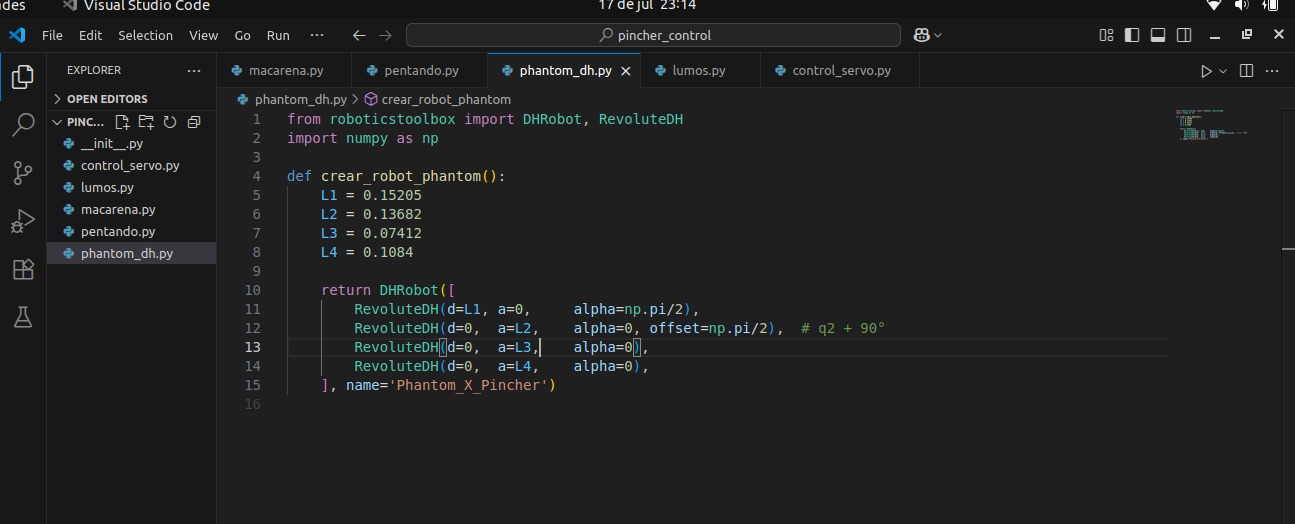 des Visual Studio Code 17 de jul 23:14
File Edit Selection View Go Run ··· pincher_control
EXPLORER ···
OPEN EDITORS
PINC...
__init__.py
control_servo.py
lumos.py
macarena.py
pentando.py
phantom_dh.py
macarena.py pentando.py phantom_dh.py lumos.py control_servo.py
phantom_dh.py > crear_robot_phantom
1 from roboticstoolbox import DHRobot, RevoluteDH
2 import numpy as np
3
4 def crear_robot_phantom():
5 L1 = 0.15205
6 L2 = 0.13682
7 L3 = 0.07412
8 L4 = 0.1084
9
10 return DHRobot([
11 RevoluteDH(d=L1, a=0, alpha=np.pi/2),
12 RevoluteDH(d=0, a=L2, alpha=0, offset=np.pi/2), # q2 + 90°
13 RevoluteDH(d=0, a=L3, alpha=0),
14 RevoluteDH(d=0, a=L4, alpha=0),
15 ], name='Phantom_X_Pincher')
16